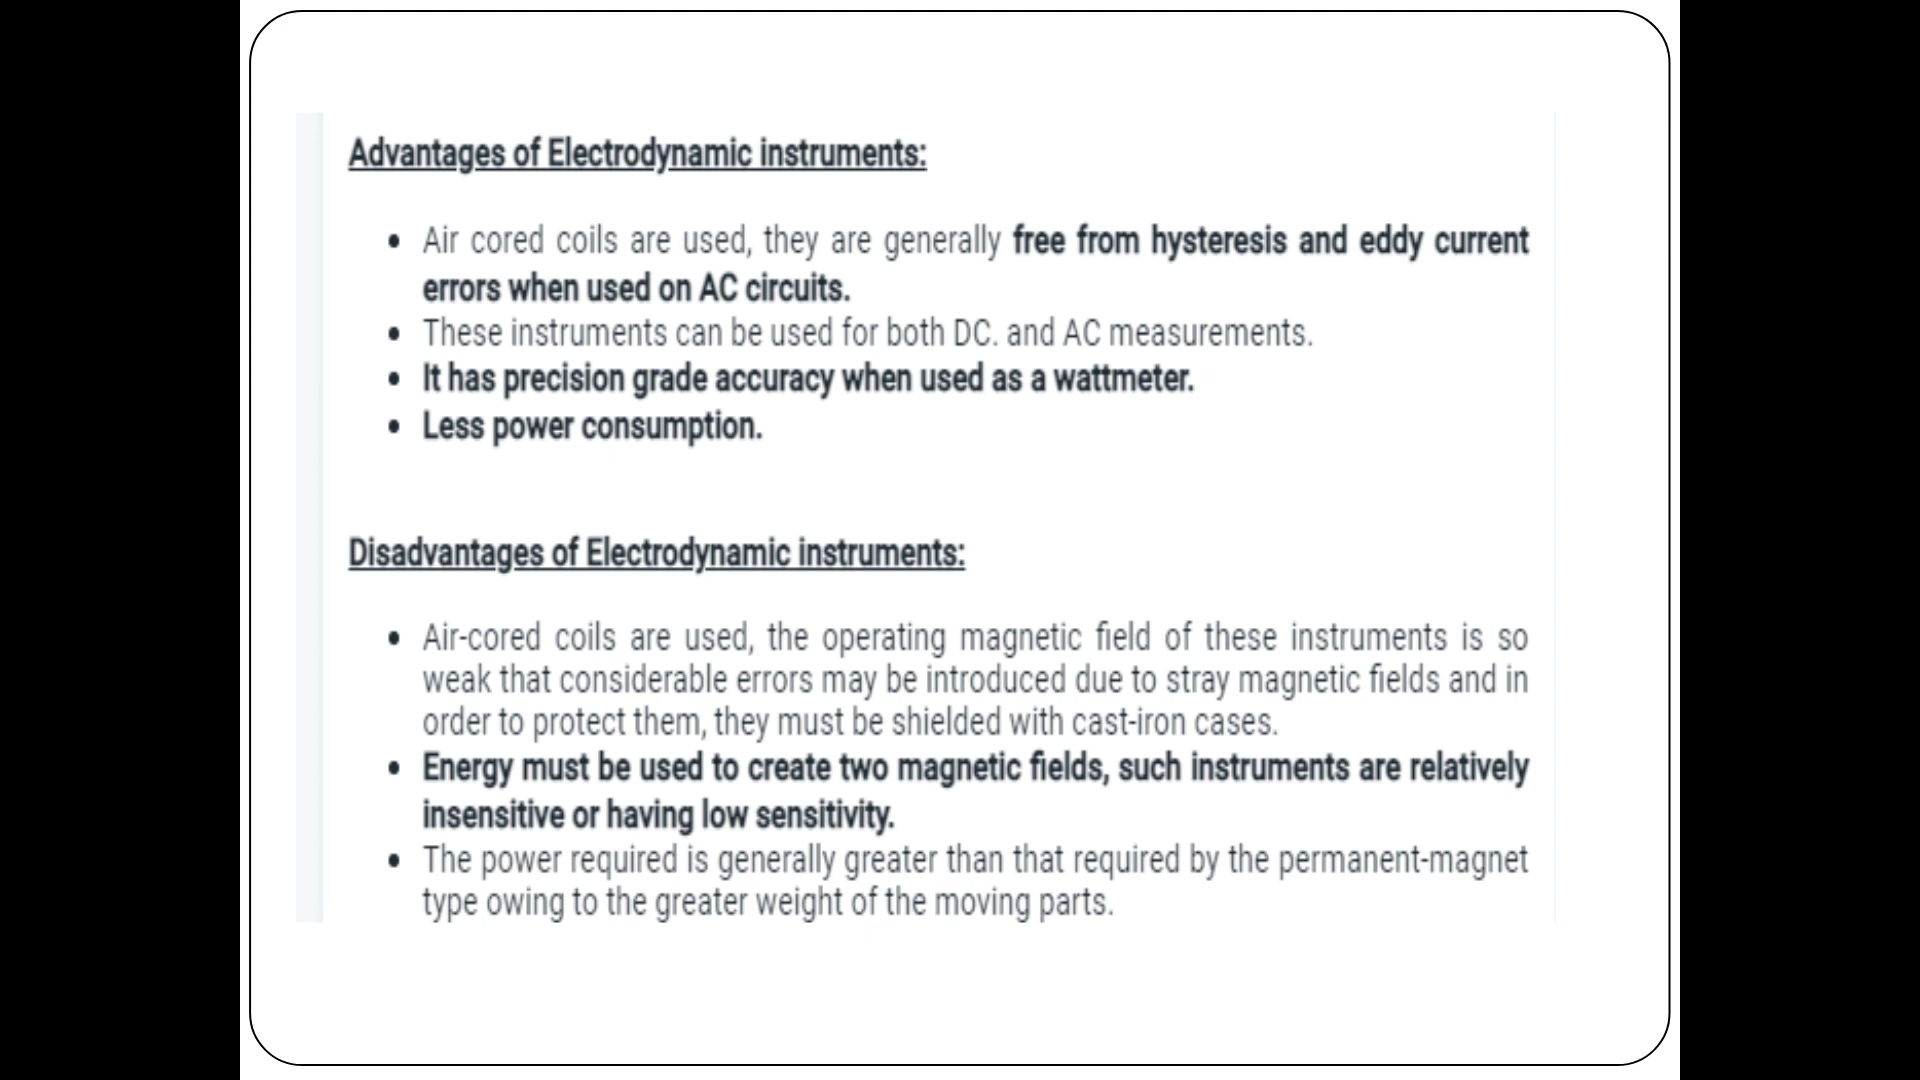 Advantages of Electrodynamic instruments:
• Air cored coils are used, they are generally free from hysteresis and eddy current
errors when used on AC circuits.
• These instruments can be used for both DC. and AC measurements.
• It has precision grade accuracy when used as a wattmeter.
• Less power consumption.
Disadvantages of Electrodynamic instruments:
• Air-cored coils are used, the operating magnetic field of these instruments is so
weak that considerable errors may be introduced due to stray magnetic fields and in
order to protect them, they must be shielded with cast-iron cases.
• Energy must be used to create two magnetic fields, such instruments are relatively
insensitive or having low sensitivity.
• The power required is generally greater than that required by the permanent-magnet
type owing to the greater weight of the moving parts.